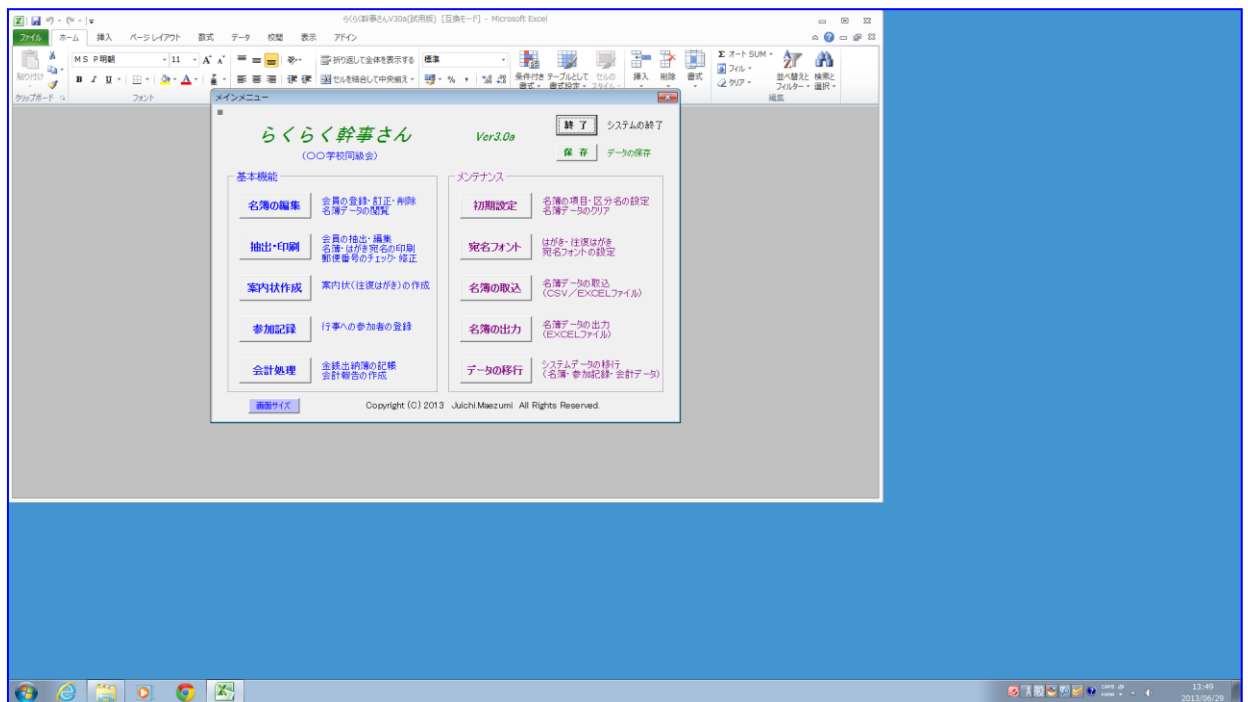 らくらく幹事さんV30a(試用版) [互換モード] - Microsoft Excel
ファイル ホーム 挿入 ページレイアウト 数式 データ 校閲 表示 アドイン
貼り付け
クリップボード
MS P明朝 11
B I U
フォント
折り返して全体を表示する
セルを結合して中央揃え
標準
条件付き書式 テーブルとして書式設定 セルのスタイル
挿入 削除 書式
Σ オートSUM
フィル
クリア
並べ替えとフィルター 検索と選択
編集
メインメニュー
らくらく幹事さん Ver3.0a
(〇〇学校同級会)
終了 システムの終了
保存 データの保存
基本機能
名簿の編集 会員の登録・訂正・削除
名簿データの閲覧
抽出・印刷 会員の抽出・編集
名簿・はがき宛名の印刷
郵便番号のチェック・修正
案内状作成 案内状(往復はがき)の作成
参加記録 行事への参加者の登録
会計処理 金銭出納簿の記帳
会計報告の作成
メンテナンス
初期設定 名簿の項目・区分名の設定
名簿データのクリア
宛名フォント はがき・往復はがき
宛名フォントの設定
名簿の取込 名簿データの取込
(CSV/EXCELファイル)
名簿の出力 名簿データの出力
(EXCELファイル)
データの移行 システムデータの移行
(名簿・参加記録・会計データ)
画面サイズ
Copyright (C) 2013 Juichi.Maezumi All Rights Reserved.
13:49
2013/06/29